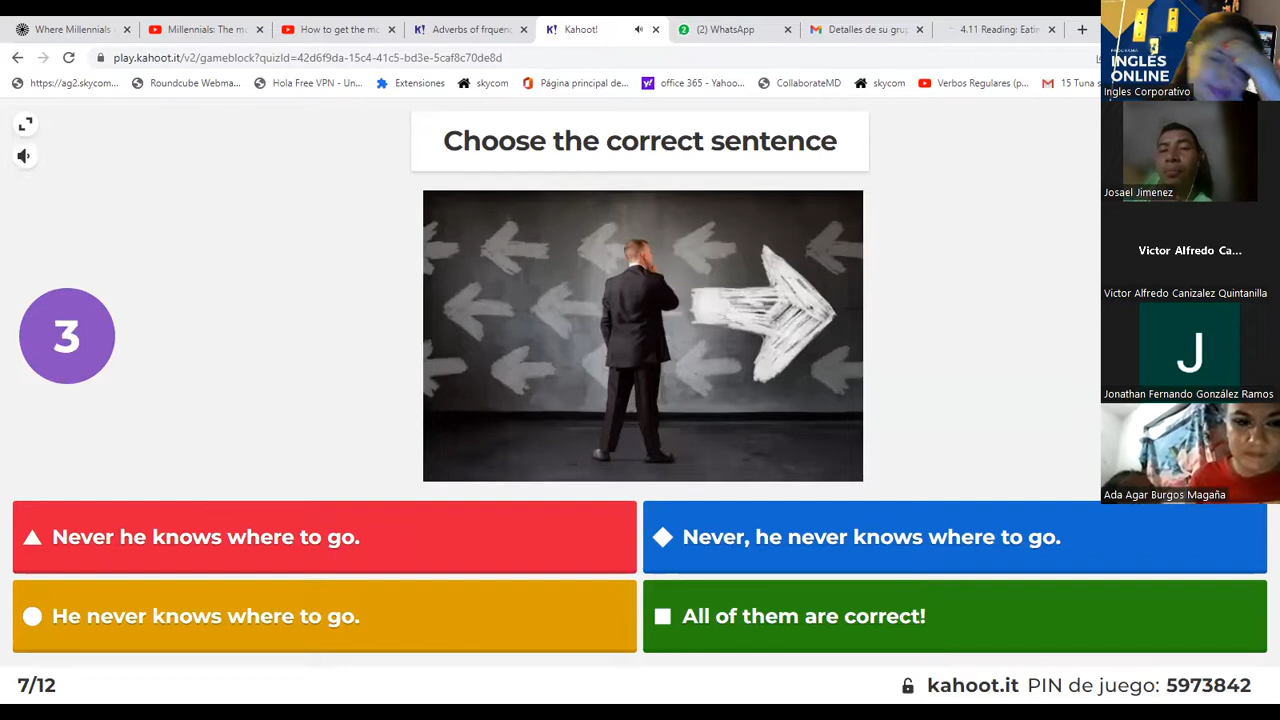 Where Millennials
Millennials: The m
How to get the mo
Adverbs of frquenc
Kahoot!
(2) WhatsApp
Detalles de su gru
4.11 Reading: Eatin
play.kahoot.it/v2/gameblock?quizId=42d6f9da-15c4-41c5-bd3c-5caf8c70de8d
https://ag2.skycom...
Roundcube Webma...
Hola Free VPN - Un...
Extensiones
skycom
Página principal de...
office 365 - Yahoo...
CollaborateMD
skycom
Verbos Regulares (p...
15 Tuna s
PROGRAMA
INGLÉS
ONLINE
Ingles Corporativo
Josael Jimenez
Victor Alfredo Ca...
Victor Alfredo Canizalez Quintanilla
J
Jonathan Fernando González Ramos
Ada Agar Burgos Magaña
Choose the correct sentence
3
Never he knows where to go.
Never, he never knows where to go.
He never knows where to go.
All of them are correct!
7/12
kahoot.it PIN de juego: 5973842